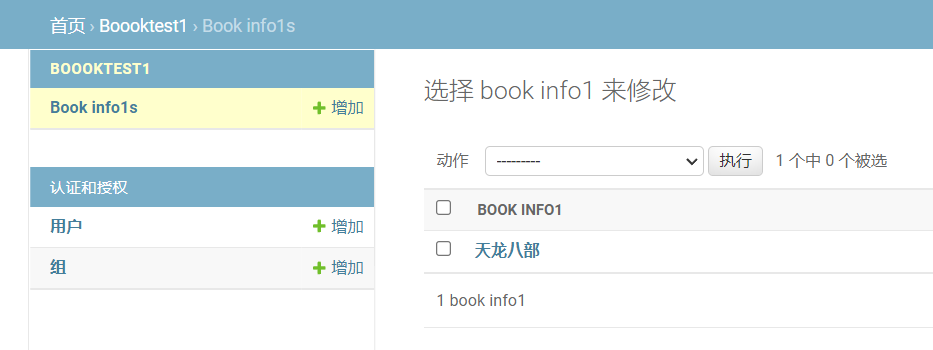 首页 › Boooktest1 › Book info1s
BOOOKTEST1
Book info1s + 增加
认证和授权
用户 + 增加
组 + 增加
选择 book info1 来修改
动作 --------- 执行 1 个中 0 个被选
BOOK INFO1
天龙八部
1 book info1